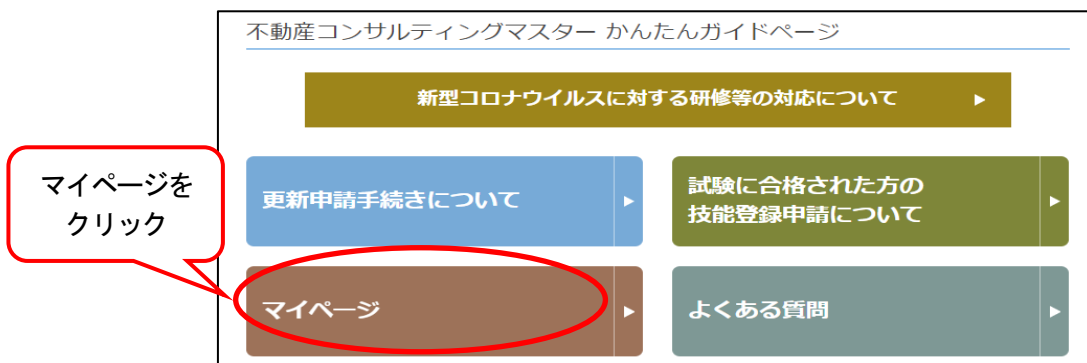 不動産コンサルティングマスター かんたんガイドページ
新型コロナウイルスに対する研修等の対応について
マイページを
クリック
更新申請手続きについて
試験に合格された方の
技能登録申請について
マイページ
よくある質問